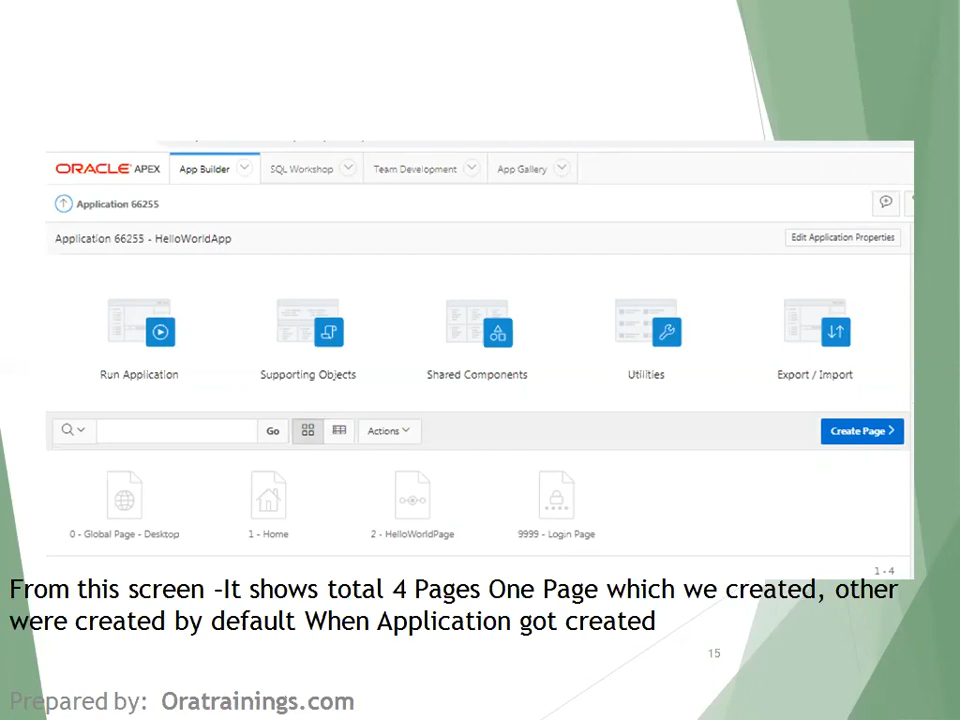 ORACLE APEX App Builder SQL Workshop Team Development App Gallery
Application 66255
Application 66255 - HelloWorldApp Edit Application Properties
Run Application Supporting Objects Shared Components Utilities Export / Import
Go Actions Create Page
0 - Global Page - Desktop 1 - Home 2 - HelloWorldPage 9999 - Login Page
1 - 4
From this screen –It shows total 4 Pages One Page which we created, other
were created by default When Application got created
15
Prepared by: Oratrainings.com